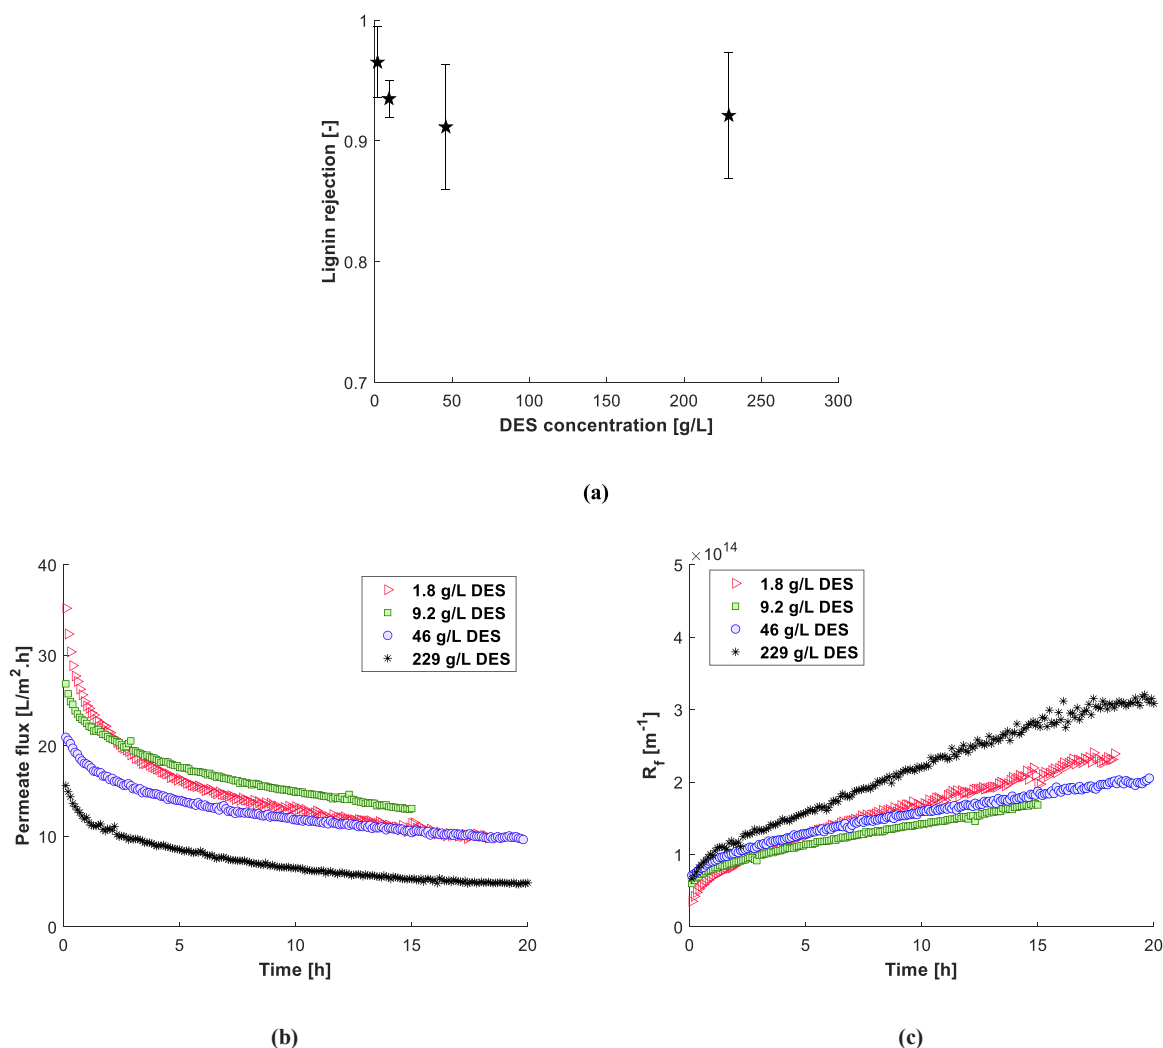 1
0.9
0.8
0.7
Lignin rejection [-]
0 50 100 150 200 250 300
DES concentration [g/L]
(a)
40
30
20
10
0
Permeate flux [L/m².h]
1.8 g/L DES
9.2 g/L DES
46 g/L DES
229 g/L DES
0 5 10 15 20
Time [h]
(b)
×10¹⁴
5
4
3
2
1
0
R_f [m⁻¹]
1.8 g/L DES
9.2 g/L DES
46 g/L DES
229 g/L DES
0 5 10 15 20
Time [h]
(c)